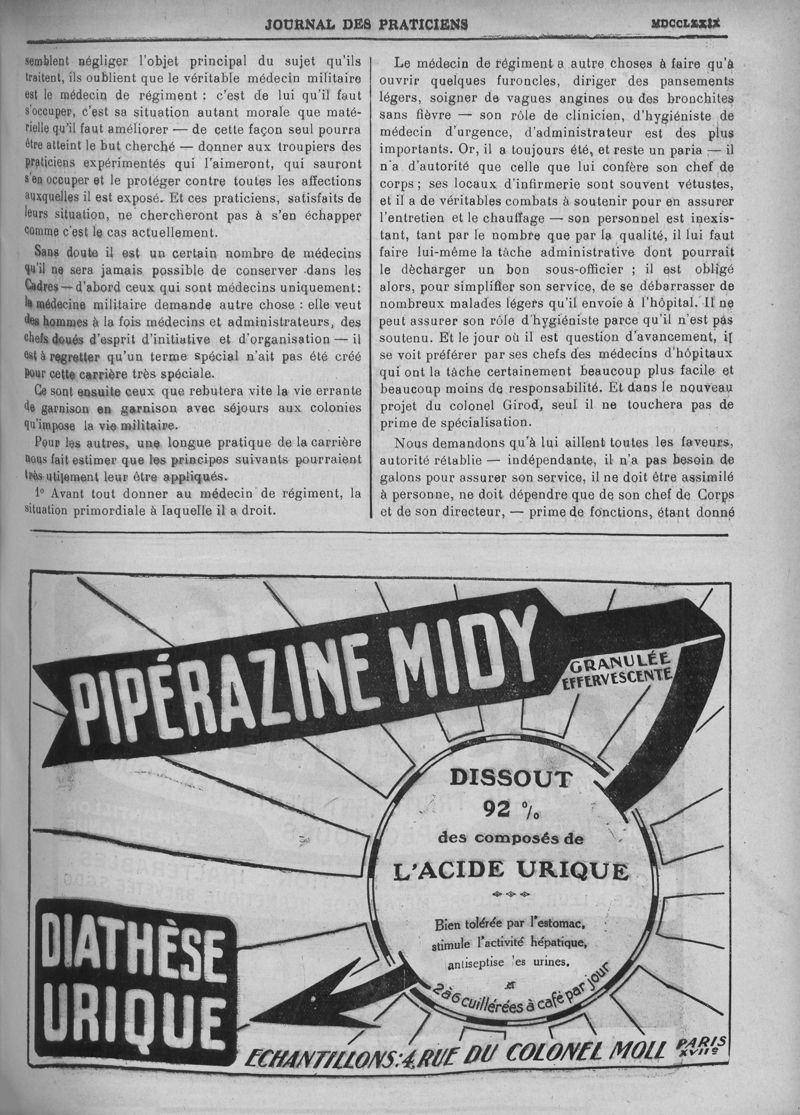 JOURNAL DES PRATICIENS
MDCCLXXIX
semblent négliger l'objet principal du sujet qu'ils
traitent, ils oublient que le véritable médecin militaire
est le médecin de régiment : c'est de lui qu'il faut
s'occuper, c'est sa situation autant morale que maté-
rielle qu'il faut améliorer — de cette façon seul pourra
être atteint le but cherché — donner aux troupiers des
praticiens expérimentés qui l'aimeront, qui sauront
s'en occuper et le protéger contre toutes les affections
auxquelles il est exposé. Et ces praticiens, satisfaits de
leurs situation, ne chercheront pas à s'en échapper
comme c'est le cas actuellement.
Sans doute il est un certain nombre de médecins
qu'il ne sera jamais possible de conserver dans les
Cadres — d'abord ceux qui sont médecins uniquement:
la médecine militaire demande autre chose : elle veut
des hommes à la fois médecins et administrateurs, des
chefs doués d'esprit d'initiative et d'organisation — il
est à regretter qu'un terme spécial n'ait pas été créé
pour cette carrière très spéciale.
Ce sont ensuite ceux que rebutera vite la vie errante
de garnison en garnison avec séjours aux colonies
qu'impose la vie militaire.
Pour les autres, une longue pratique de la carrière
nous fait estimer que les principes suivants pourraient
très utilement leur être appliqués.
1° Avant tout donner au médecin de régiment, la
situation primordiale à laquelle il a droit.
Le médecin de régiment a autre choses à faire qu'à
ouvrir quelques furoncles, diriger des pansements
légers, soigner de vagues angines ou des bronchites
sans fièvre — son rôle de clinicien, d'hygiéniste de
médecin d'urgence, d'administrateur est des plus
importants. Or, il a toujours été, et reste un paria — il
n'a d'autorité que celle que lui confère son chef de
corps ; ses locaux d'infirmerie sont souvent vétustes,
et il a de véritables combats à soutenir pour en assurer
l'entretien et le chauffage — son personnel est inexis-
tant, tant par le nombre que par la qualité, il lui faut
faire lui-même la tâche administrative dont pourrait
le décharger un bon sous-officier ; il est obligé
alors, pour simplifier son service, de se débarrasser de
nombreux malades légers qu'il envoie à l'hôpital. Il ne
peut assurer son rôle d'hygiéniste parce qu'il n'est pas
soutenu. Et le jour où il est question d'avancement, il
se voit préférer par ses chefs des médecins d'hôpitaux
qui ont la tâche certainement beaucoup plus facile et
beaucoup moins de responsabilité. Et dans le nouveau
projet du colonel Girod, seul il ne touchera pas de
prime de spécialisation.
Nous demandons qu'à lui aillent toutes les faveurs,
autorité rétablie — indépendante, il n'a pas besoin de
galons pour assurer son service, il ne doit être assimilé
à personne, ne doit dépendre que de son chef de Corps
et de son directeur, — prime de fonctions, étant donné
PIPÉRAZINE MIDY
GRANULÉE
EFFERVESCENTE
DISSOUT
92 %
des composés de
L'ACIDE URIQUE
Bien tolérée par l'estomac,
stimule l'activité hépatique,
antiseptise les urines.
2 à 6 cuillérées à café par jour
DIATHÈSE
URIQUE
ECHANTILLONS: 4, RUE DU COLONEL MOLL PARIS XVIIe